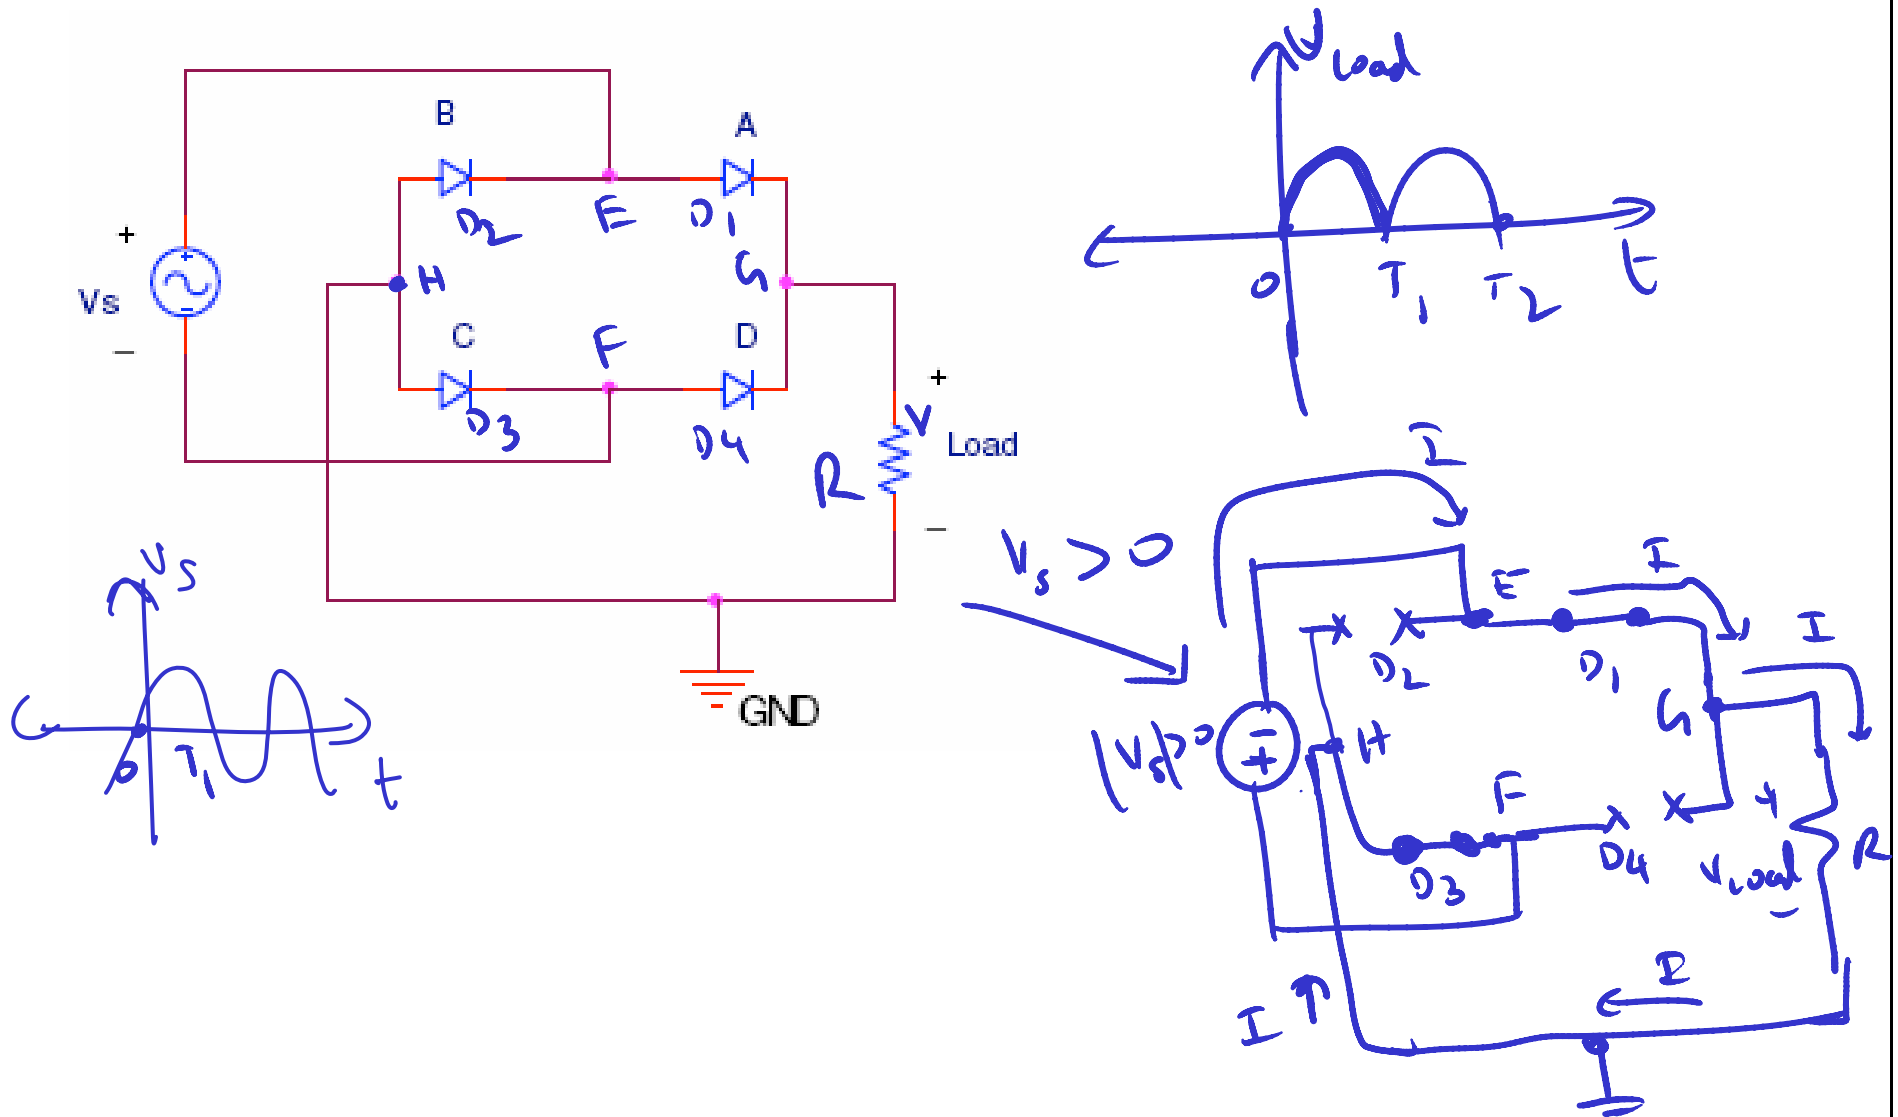 B
A
D2
E
D1
+
Vs
−
H
G
C
F
D
D3
D4
+
V
Load
R
−
GND
Vs
0
T1
t
VLoad
0
T1
T2
t
Vs > 0
I
E
I
I
D2
D1
G
|Vs|>0
−
+
H
F
+
D3
D4
VLoad
R
−
I
I